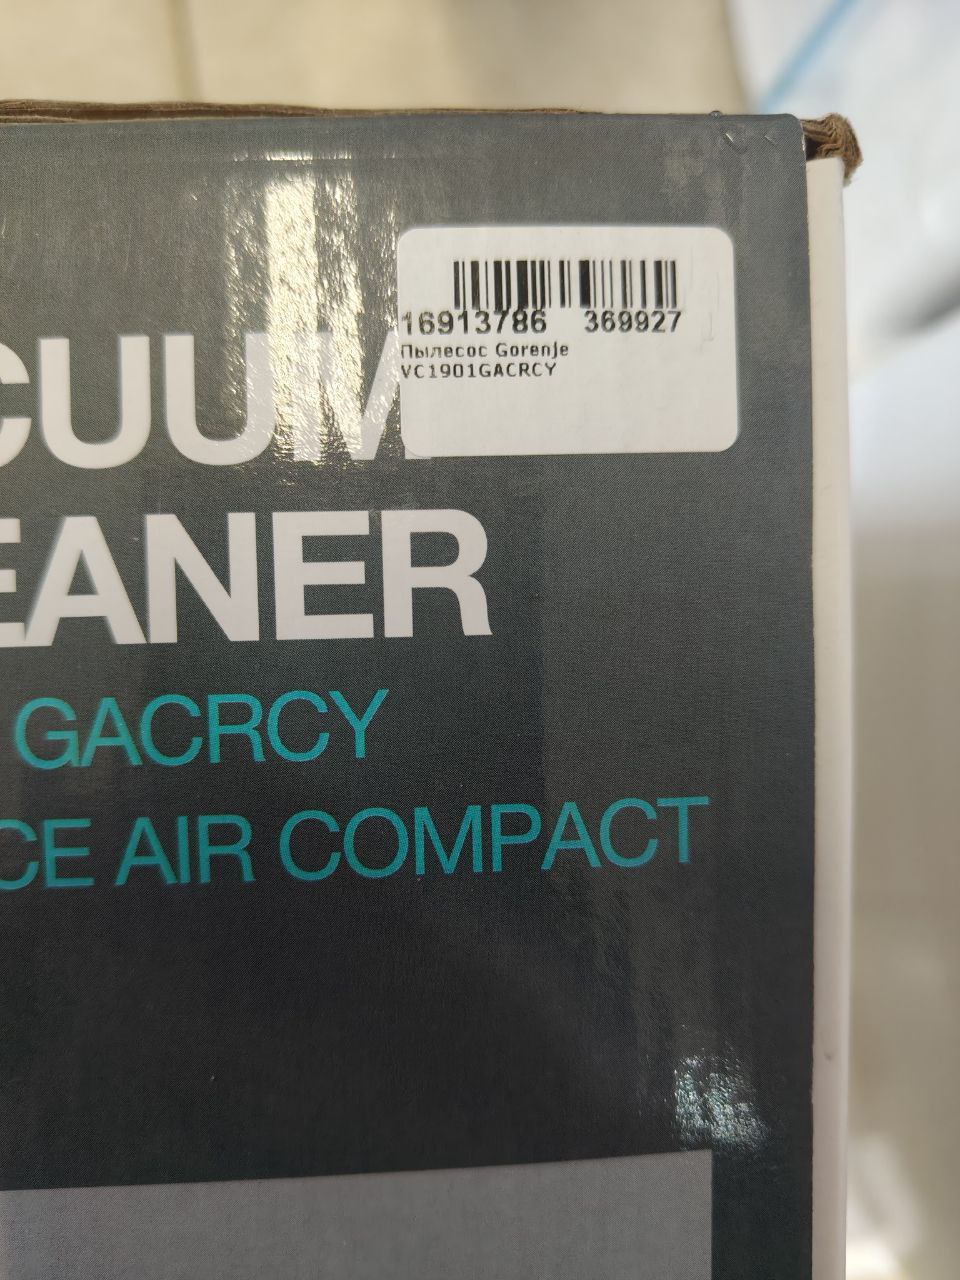 16913786 369927
Пылесос Gorenje
VC1901GACRCY
CUUM
EANER
GACRCY
CE AIR COMPACT